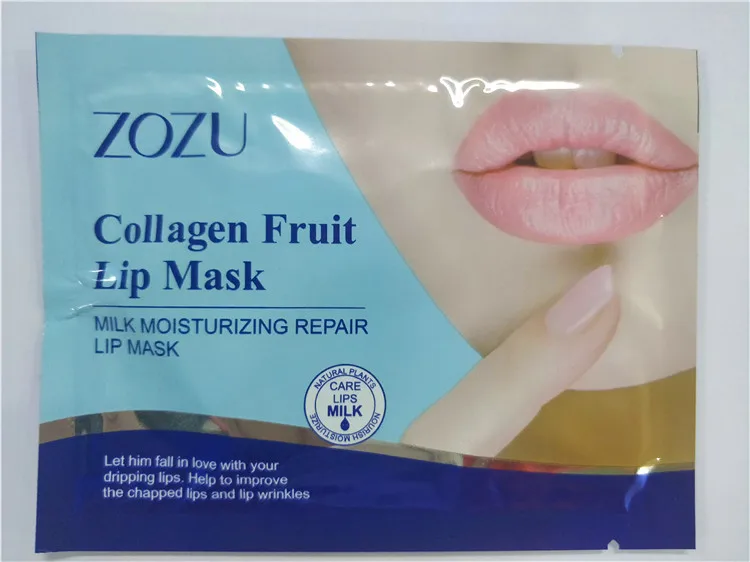 ZOZU
Collagen Fruit
Lip Mask
MILK MOISTURIZING REPAIR
LIP MASK
NATURAL PLANTS
CARE
LIPS
MILK
NOURISH MOISTURIZE
Let him fall in love with your
dripping lips. Help to improve
the chapped lips and lip wrinkles